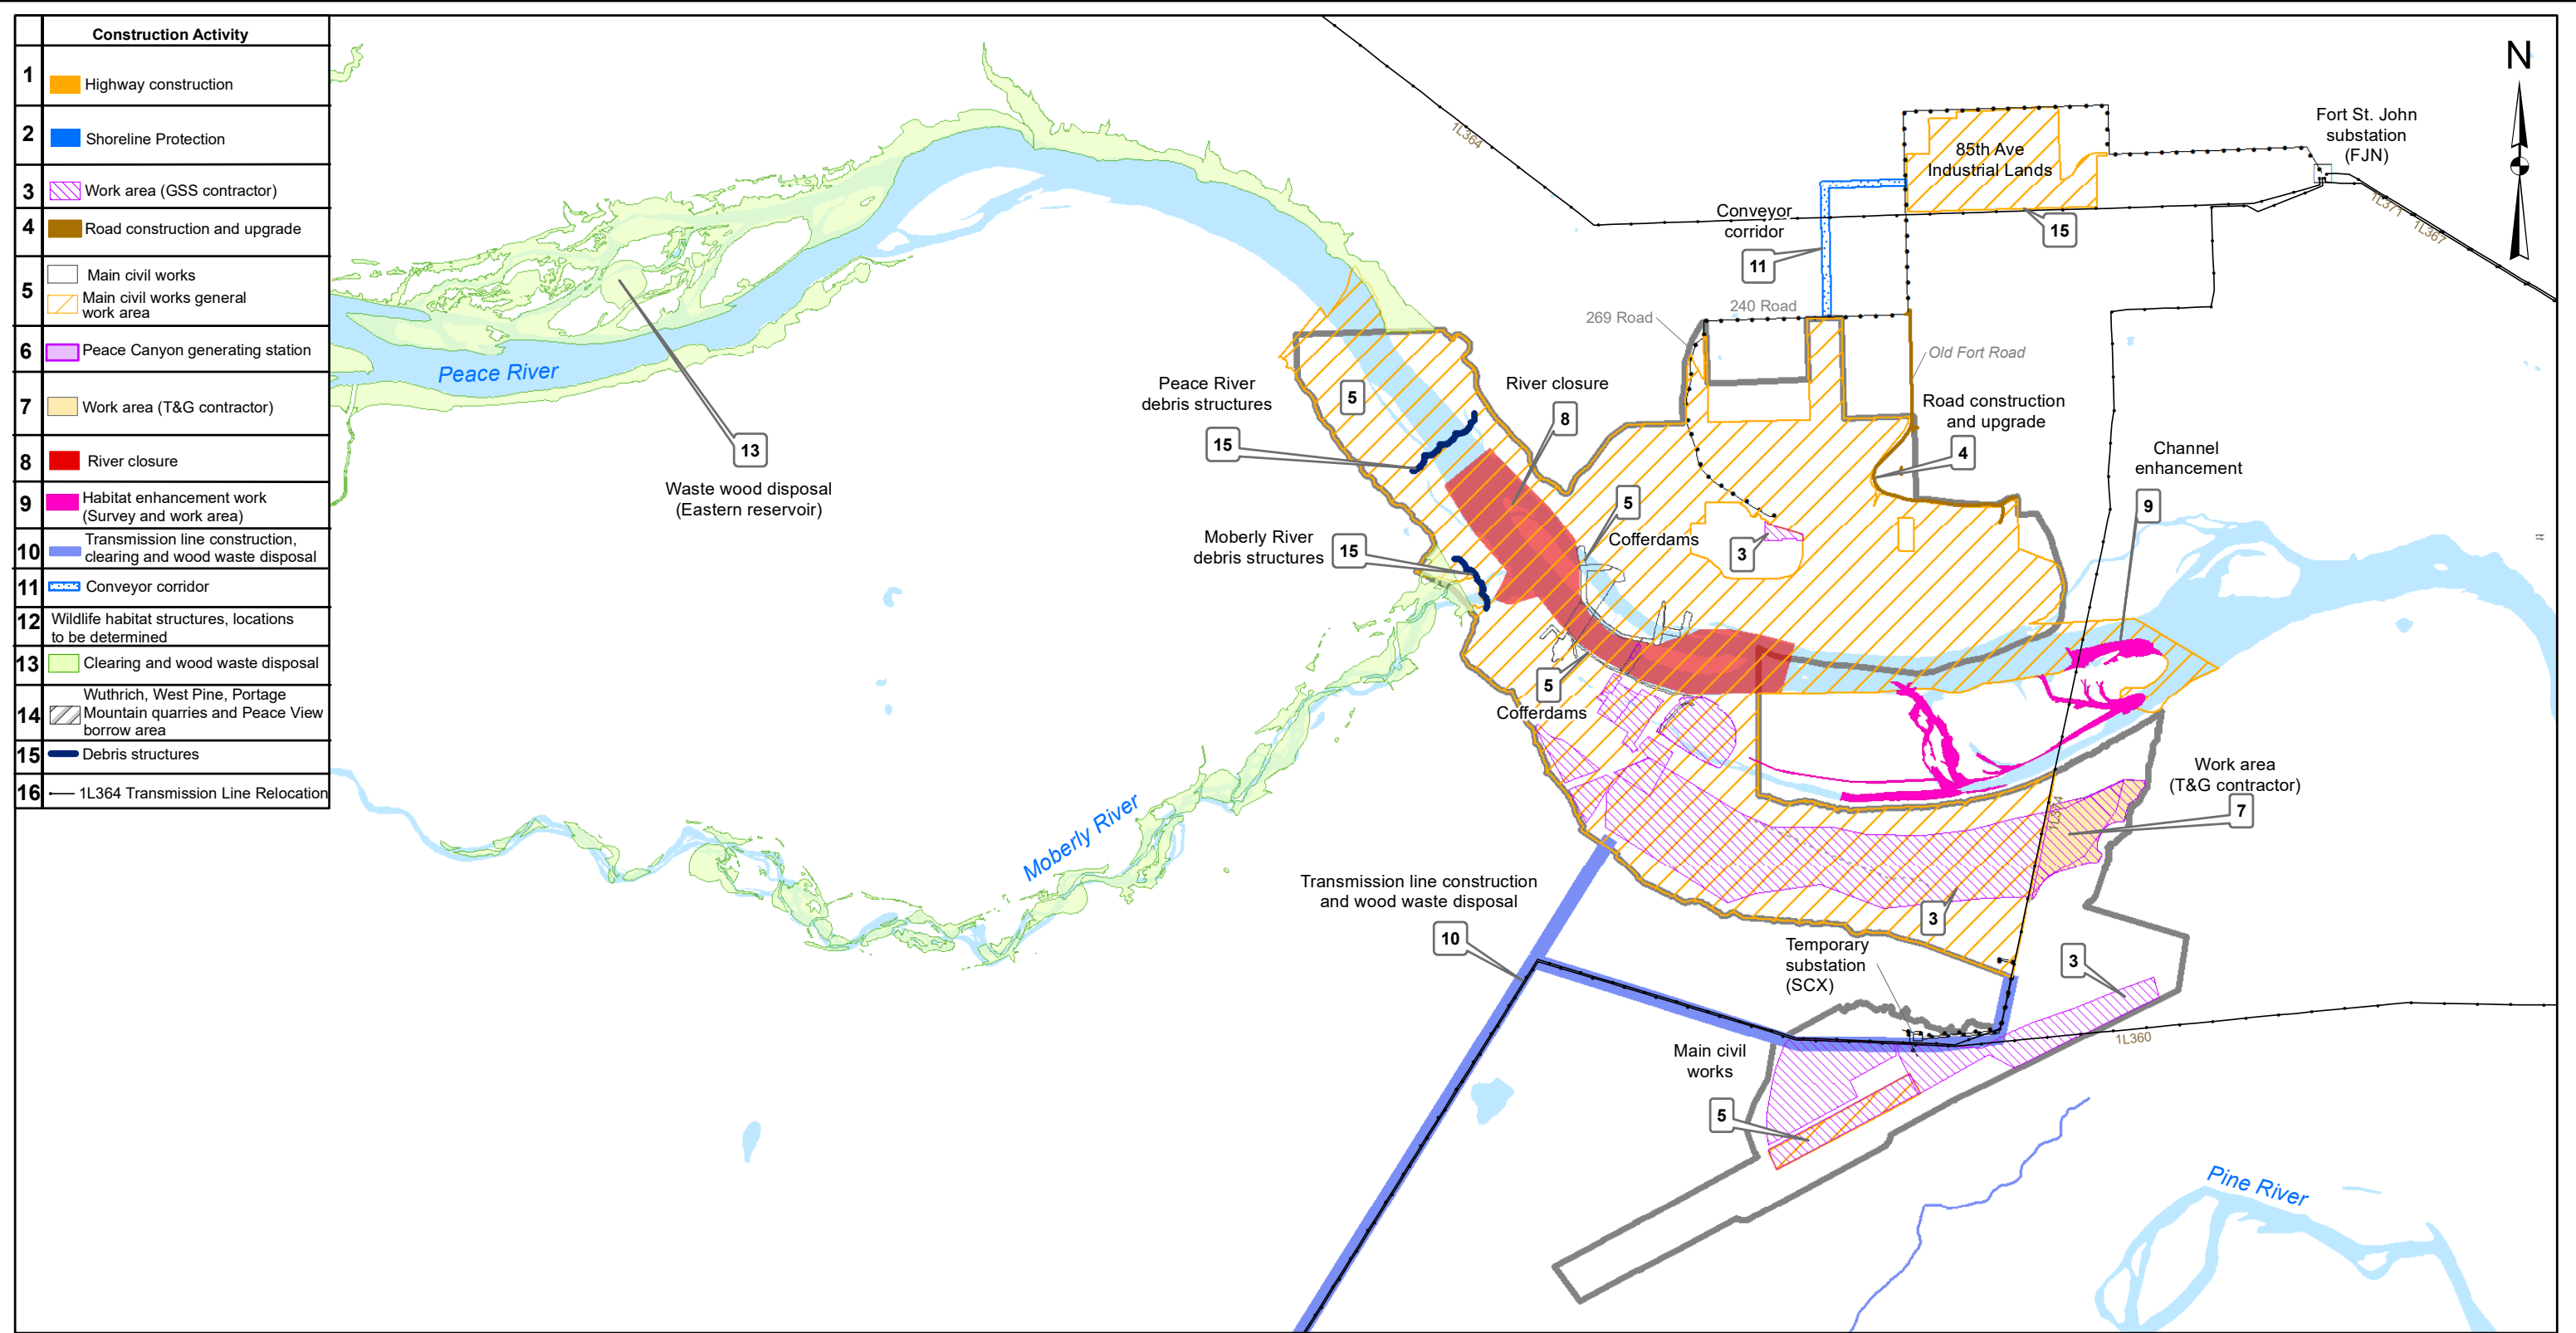 Construction Activity
1 Highway construction
2 Shoreline Protection
3 Work area (GSS contractor)
4 Road construction and upgrade
5 Main civil works
Main civil works general
work area
6 Peace Canyon generating station
7 Work area (T&G contractor)
8 River closure
9 Habitat enhancement work
(Survey and work area)
10 Transmission line construction,
clearing and wood waste disposal
11 Conveyor corridor
12 Wildlife habitat structures, locations
to be determined
13 Clearing and wood waste disposal
14 Wuthrich, West Pine, Portage
Mountain quarries and Peace View
borrow area
15 Debris structures
16 1L364 Transmission Line Relocation
N
1L364
85th Ave
Industrial Lands
Fort St. John
substation
(FJN)
1L371
1L367
15
Conveyor
corridor
11
269 Road
240 Road
Old Fort Road
Peace River
Peace River
debris structures
15
5
River closure
8
Road construction
and upgrade
4
Channel
enhancement
9
13
Waste wood disposal
(Eastern reservoir)
5
Cofferdams
3
Moberly River
debris structures
15
5
Cofferdams
Moberly River
Work area
(T&G contractor)
7
1L364
Transmission line construction
and wood waste disposal
10
3
Temporary
substation
(SCX)
3
1L360
Main civil
works
5
Pine River